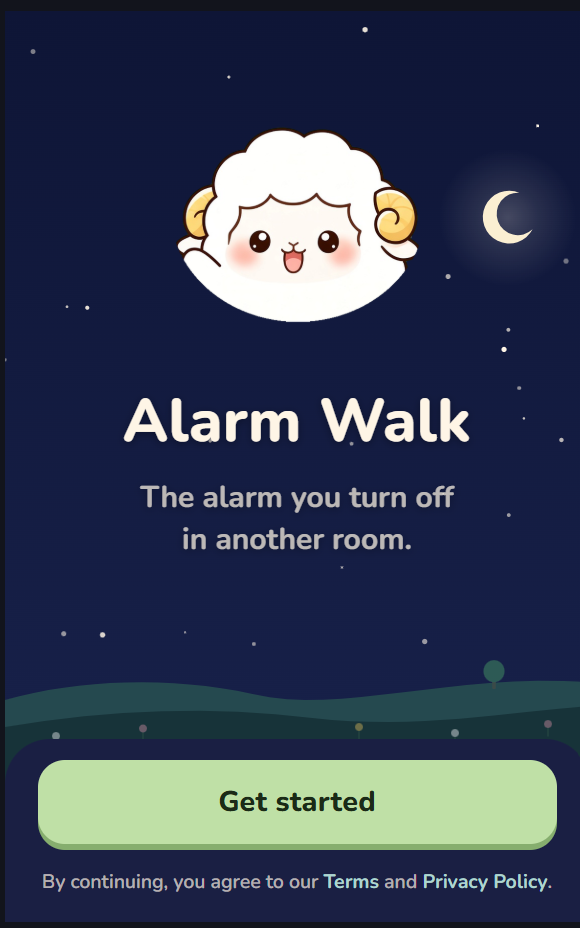 Alarm Walk
The alarm you turn off
in another room.
Get started
By continuing, you agree to our Terms and Privacy Policy.